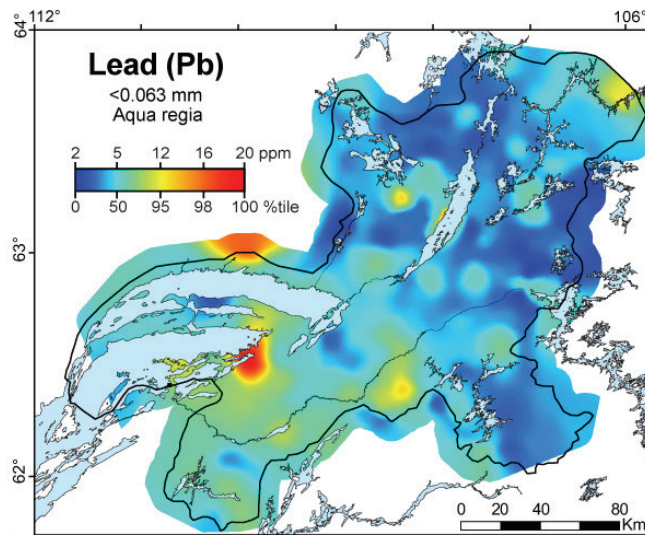 64°
112°
106°
Lead (Pb)
<0.063 mm
Aqua regia
2 5 12 16 20 ppm
0 50 95 98 100 %tile
63°
62°
0 20 40 60 80
Km